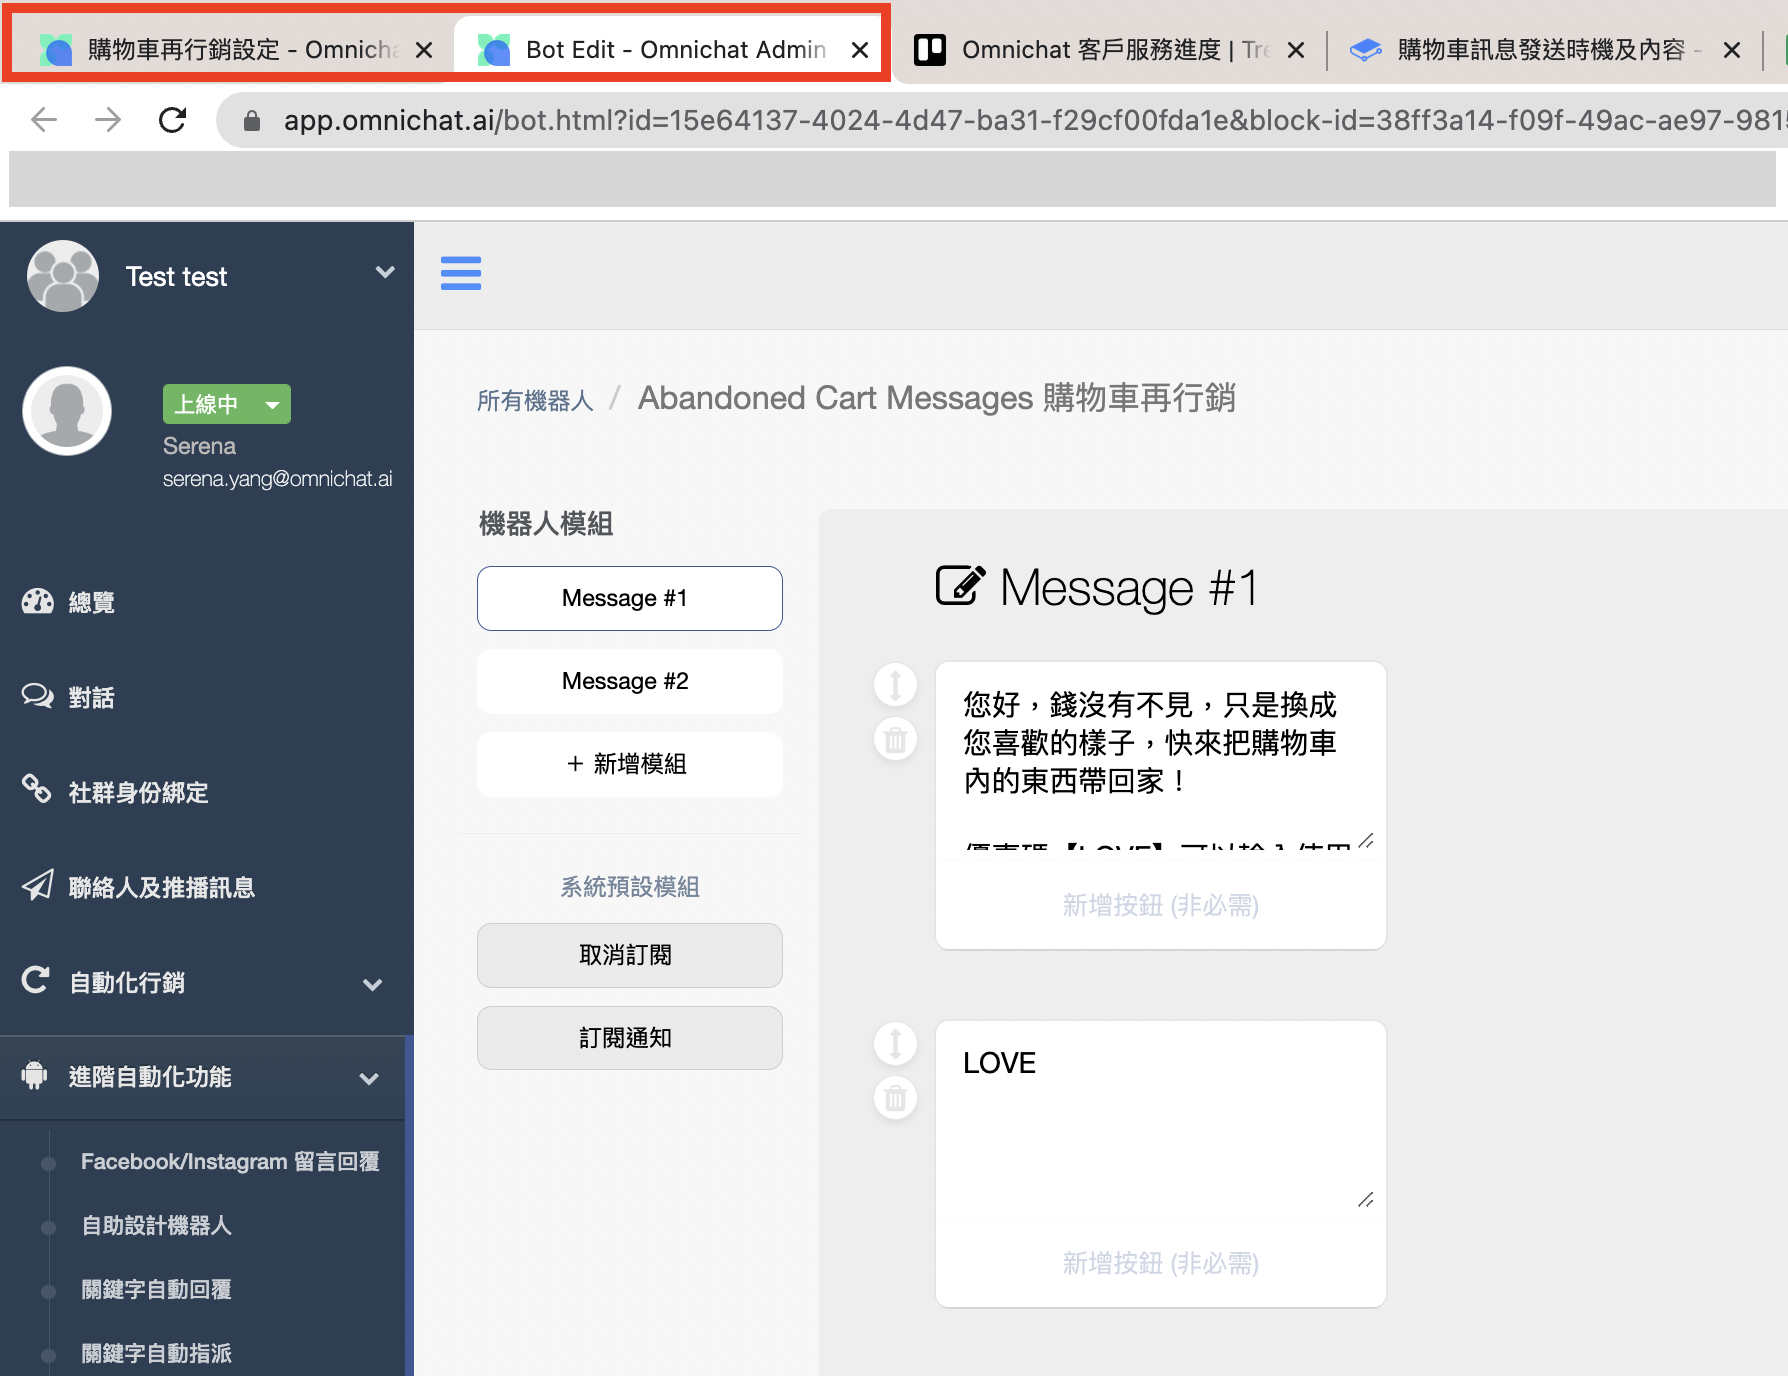 購物車再行銷設定 - Omnicha
Bot Edit - Omnichat Admin
Omnichat 客戶服務進度 | Tre
購物車訊息發送時機及內容 -
app.omnichat.ai/bot.html?id=15e64137-4024-4d47-ba31-f29cf00fda1e&block-id=38ff3a14-f09f-49ac-ae97-981
Test test
上線中
Serena
serena.yang@omnichat.ai
總覽
對話
社群身份綁定
聯絡人及推播訊息
自動化行銷
進階自動化功能
Facebook/Instagram 留言回覆
自助設計機器人
關鍵字自動回覆
關鍵字自動指派
所有機器人 / Abandoned Cart Messages 購物車再行銷
機器人模組
Message #1
Message #2
+ 新增模組
系統預設模組
取消訂閱
訂閱通知
Message #1
您好，錢沒有不見，只是換成
您喜歡的樣子，快來把購物車
內的東西帶回家！
優惠碼【LOVE】可以輸入使用
新增按鈕 (非必需)
LOVE
新增按鈕 (非必需)